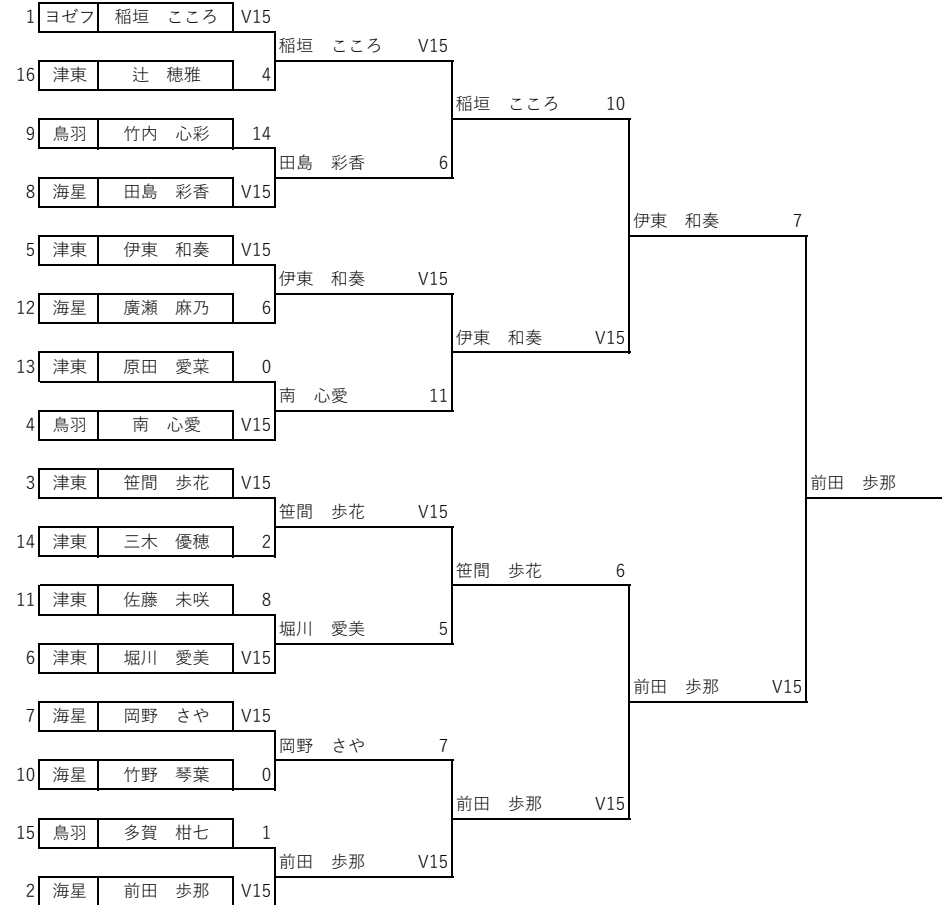 1 ヨゼフ 稲垣 こころ V15
稲垣 こころ V15
16 津東 辻 穂雅 4
稲垣 こころ 10
9 鳥羽 竹内 心彩 14
田島 彩香 6
8 海星 田島 彩香 V15
伊東 和奏 7
5 津東 伊東 和奏 V15
伊東 和奏 V15
12 海星 廣瀬 麻乃 6
伊東 和奏 V15
13 津東 原田 愛菜 0
南 心愛 11
4 鳥羽 南 心愛 V15
3 津東 笹間 歩花 V15
前田 歩那
笹間 歩花 V15
14 津東 三木 優穂 2
笹間 歩花 6
11 津東 佐藤 未咲 8
堀川 愛美 5
6 津東 堀川 愛美 V15
前田 歩那 V15
7 海星 岡野 さや V15
岡野 さや 7
10 海星 竹野 琴葉 0
前田 歩那 V15
15 鳥羽 多賀 柑七 1
前田 歩那 V15
2 海星 前田 歩那 V15